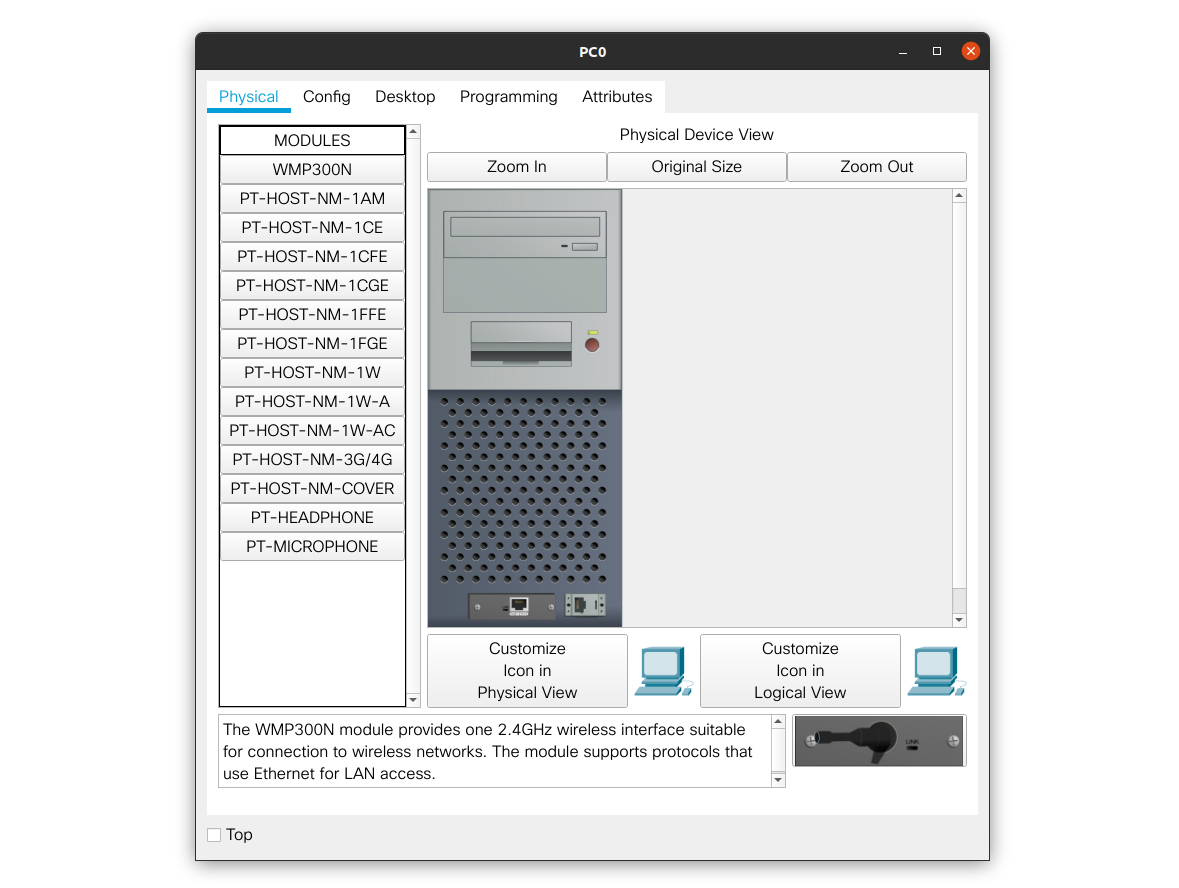 PC0
Physical
Config
Desktop
Programming
Attributes
MODULES
WMP300N
PT-HOST-NM-1AM
PT-HOST-NM-1CE
PT-HOST-NM-1CFE
PT-HOST-NM-1CGE
PT-HOST-NM-1FFE
PT-HOST-NM-1FGE
PT-HOST-NM-1W
PT-HOST-NM-1W-A
PT-HOST-NM-1W-AC
PT-HOST-NM-3G/4G
PT-HOST-NM-COVER
PT-HEADPHONE
PT-MICROPHONE
Physical Device View
Zoom In
Original Size
Zoom Out
Customize
Icon in
Physical View
Customize
Icon in
Logical View
The WMP300N module provides one 2.4GHz wireless interface suitable
for connection to wireless networks. The module supports protocols that
use Ethernet for LAN access.
LINK
Top